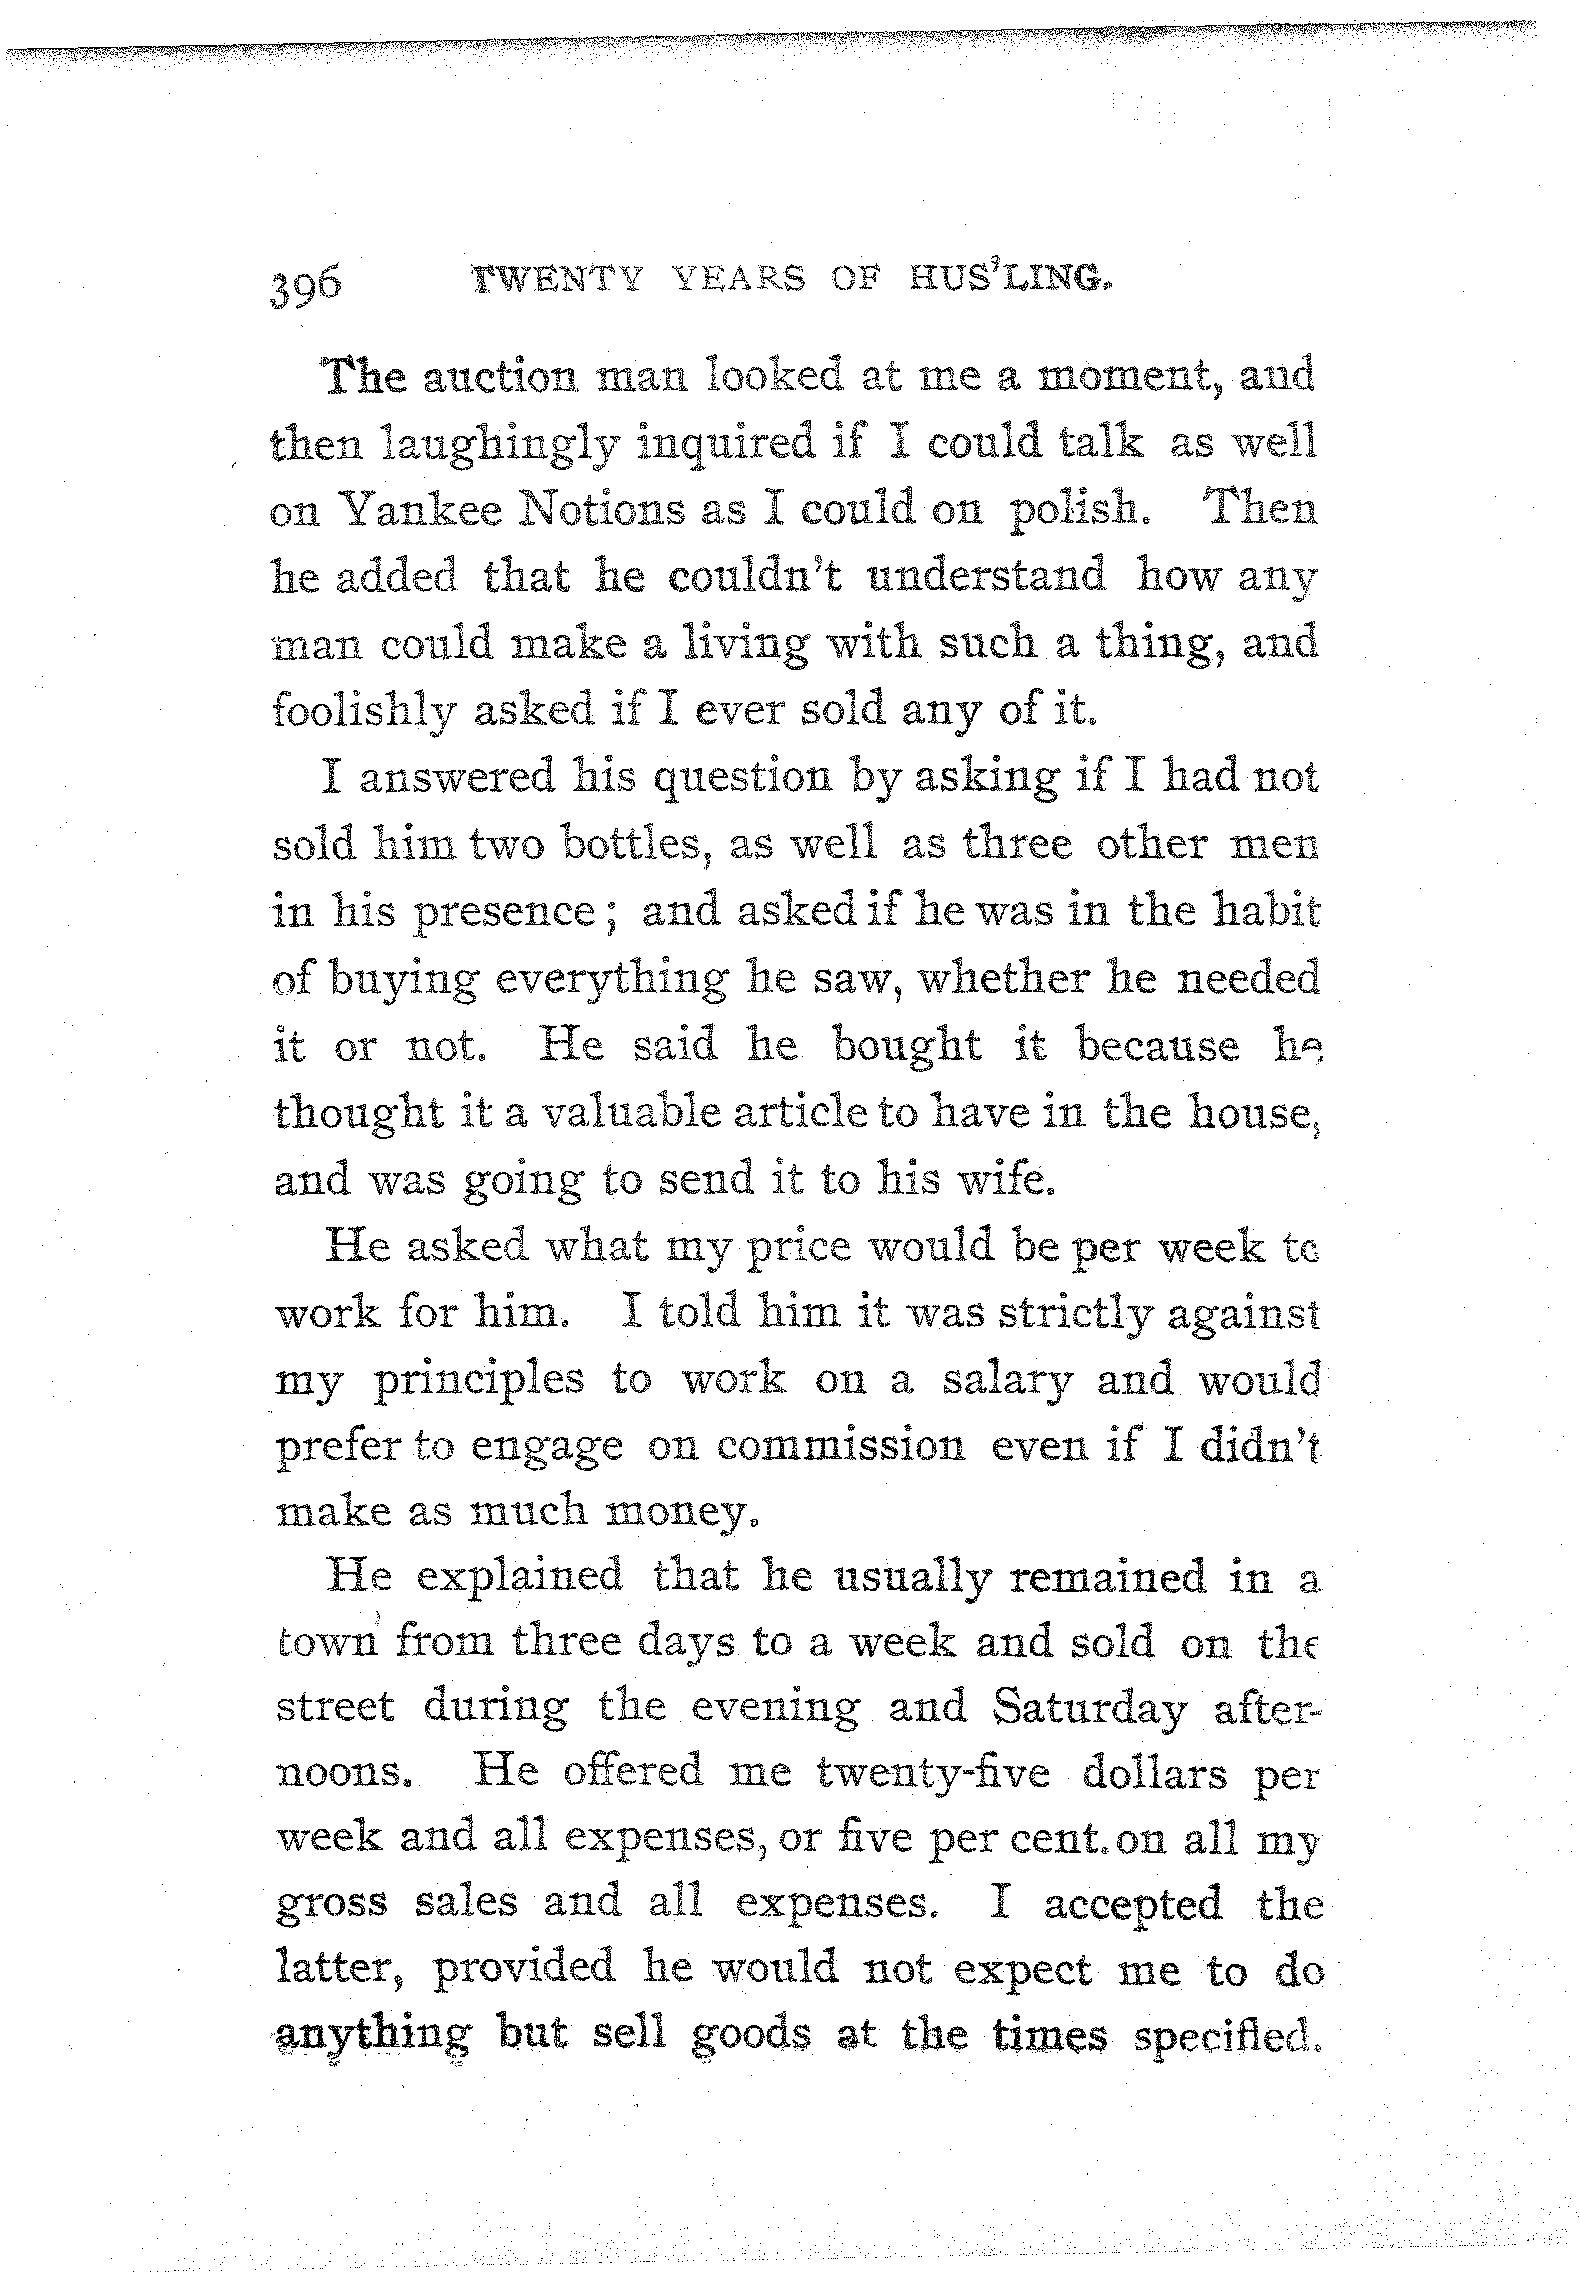 396 TWENTY YEARS OF HUS'LING.
The auction man looked at me a moment, and
then laughingly inquired if I could talk as well
on Yankee Notions as I could on polish. Then
he added that he couldn't understand how any
man could make a living with such a thing, and
foolishly asked if I ever sold any of it.
I answered his question by asking if I had not
sold him two bottles, as well as three other men
in his presence; and asked if he was in the habit
of buying everything he saw, whether he needed
it or not. He said he bought it because he
thought it a valuable article to have in the house,
and was going to send it to his wife.
He asked what my price would be per week to
work for him. I told him it was strictly against
my principles to work on a salary and would
prefer to engage on commission even if I didn't
make as much money.
He explained that he usually remained in a
town from three days to a week and sold on the
street during the evening and Saturday after-
noons. He offered me twenty-five dollars per
week and all expenses, or five per cent. on all my
gross sales and all expenses. I accepted the
latter, provided he would not expect me to do
anything but sell goods at the times specified.